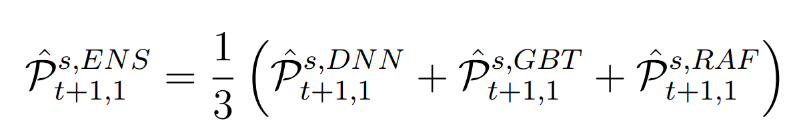 $\hat{\mathcal{P}}^{s,ENS}_{t+1,1} = \frac{1}{3}\left(\hat{\mathcal{P}}^{s,DNN}_{t+1,1} + \hat{\mathcal{P}}^{s,GBT}_{t+1,1} + \hat{\mathcal{P}}^{s,RAF}_{t+1,1}\right)$